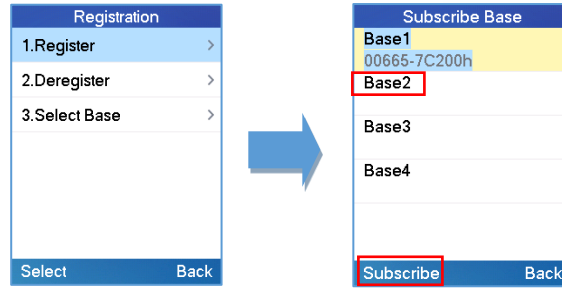 Registration
1.Register
2.Deregister
3.Select Base
Select Back
Subscribe Base
Base1
00665-7C200h
Base2
Base3
Base4
Subscribe Back